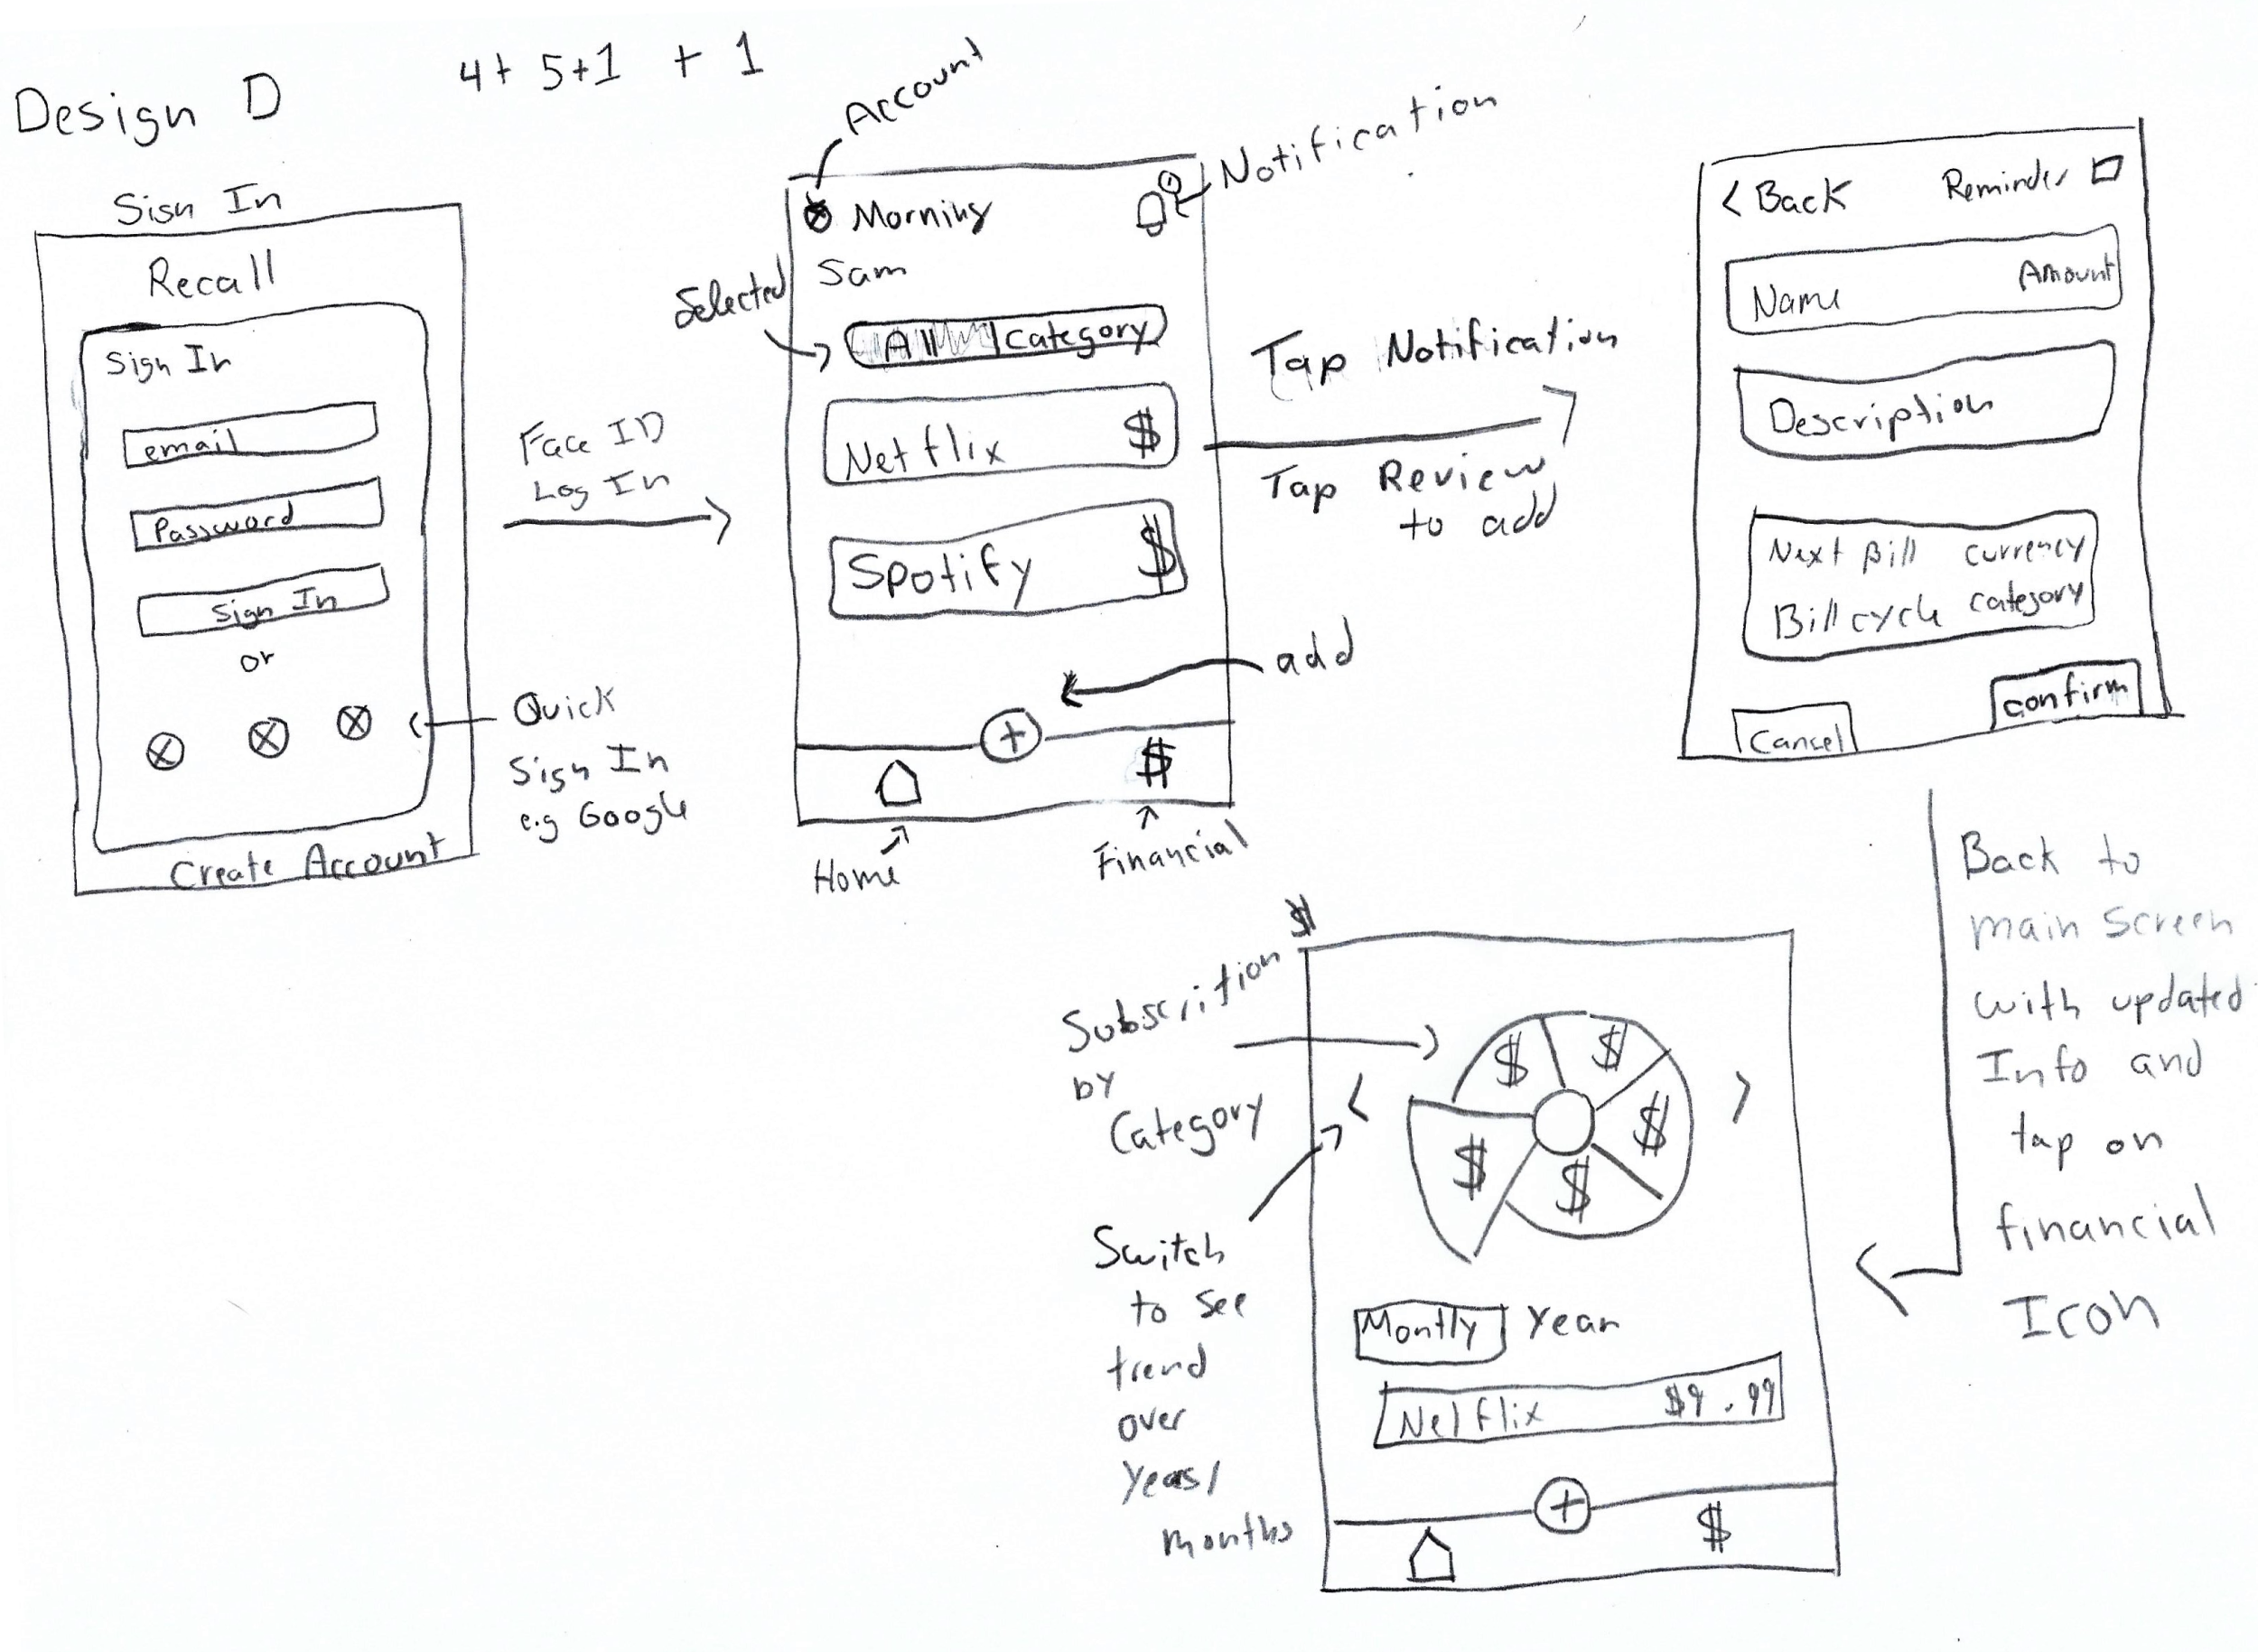 Design D
4+ 5+1 + 1
Sign In
Recall
Sign In
email
Password
Sign In
or
Create Account
Quick
Sign In
e.g Google
Face ID
Log In
Account
Notification
Morning
Sam
Selected
All category
Netflix $
Spotify $
add
+
$
Home
Financial
Tap Notification
Tap Review
to add
< Back Reminder
Name Amount
Description
Next Bill currency
Bill cycle category
Cancel confirm
Back to
main screen
with updated
Info and
tap on
financial
Icon
$
Subscrition
by
Category
< >
$ $
$ $
$
Switch
to see
trend
over
Years/
months
Montly Year
Netflix $9.99
+
$